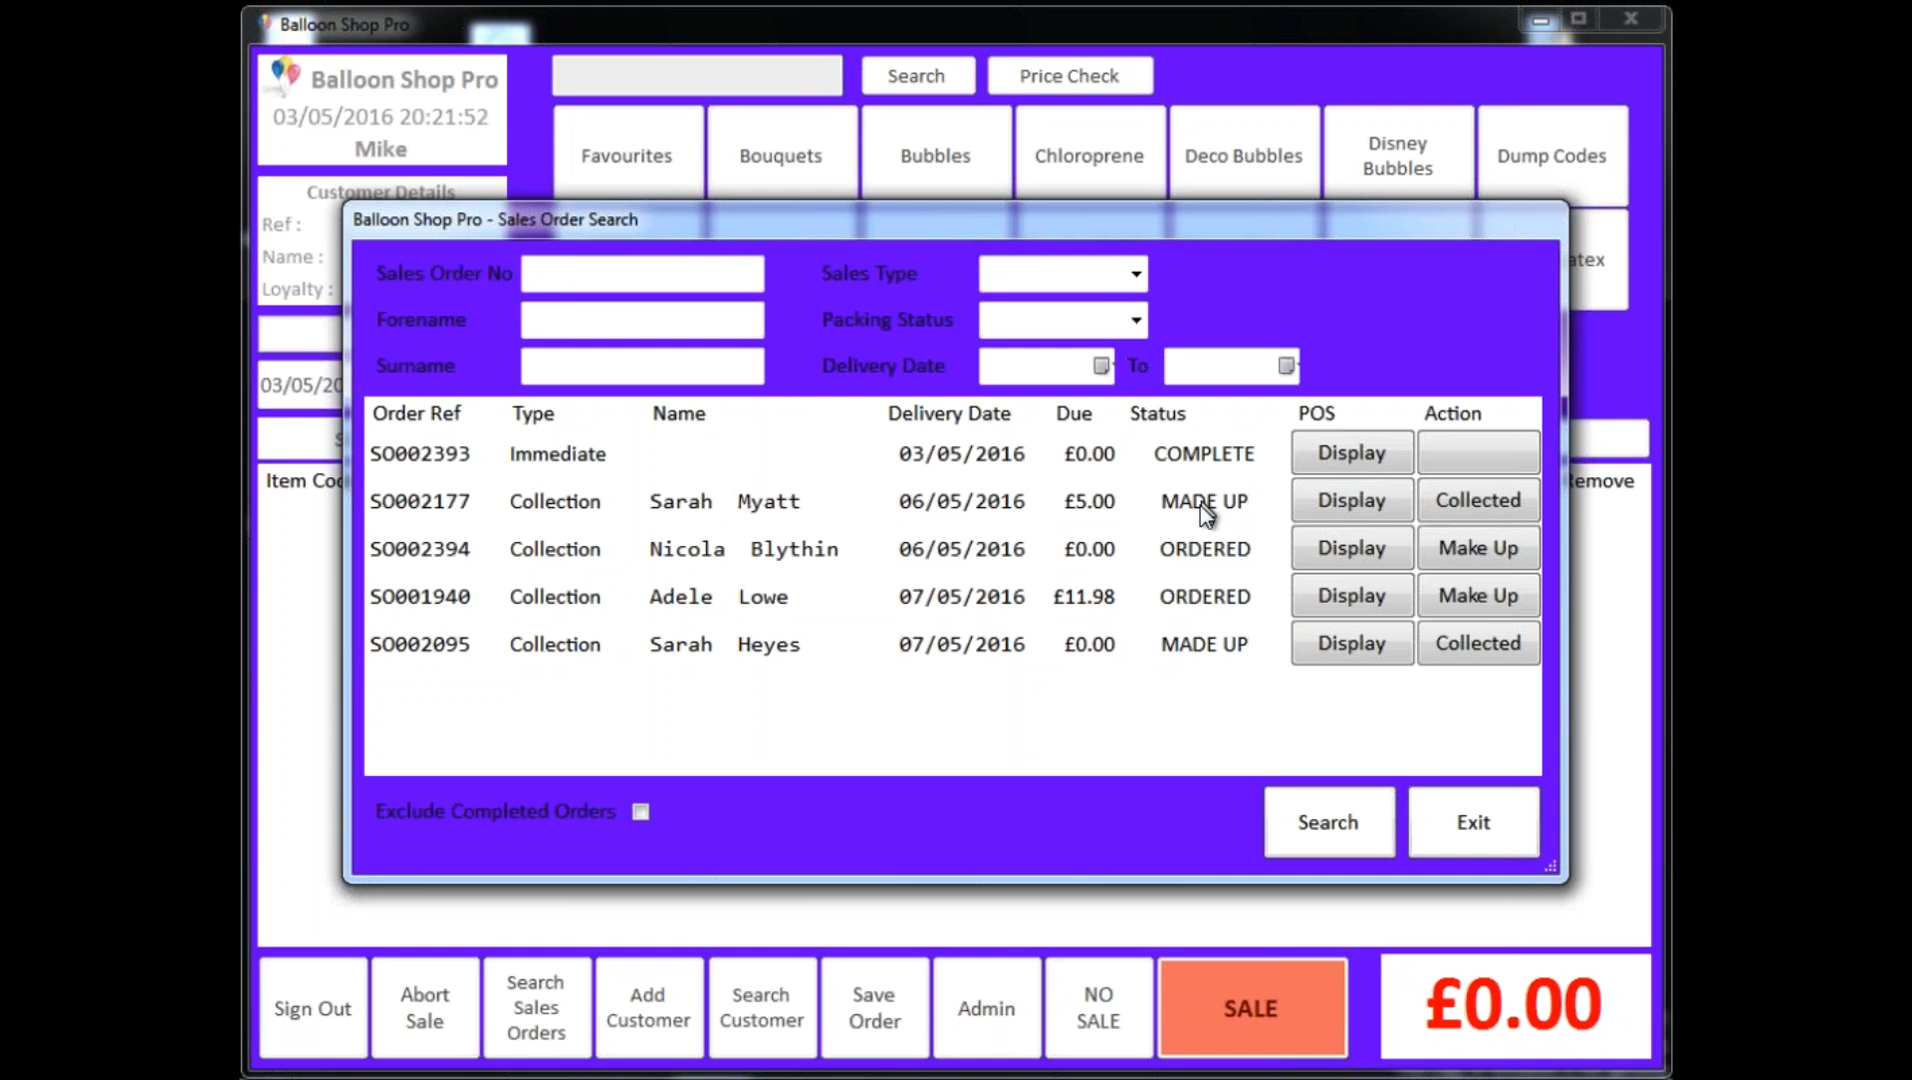 Balloon Shop Pro
Balloon Shop Pro
03/05/2016 20:21:52
Mike
Search
Price Check
Favourites
Bouquets
Bubbles
Chloroprene
Deco Bubbles
Disney
Bubbles
Dump Codes
Customer Details
Ref :
Name :
Loyalty :
atex
03/05/20
S
Item Cod
Remove
Balloon Shop Pro - Sales Order Search
Sales Order No
Sales Type
Forename
Packing Status
Surname
Delivery Date
To
Order Ref Type Name Delivery Date Due Status POS Action
SO002393 Immediate 03/05/2016 £0.00 COMPLETE Display
SO002177 Collection Sarah Myatt 06/05/2016 £5.00 MADE UP Display Collected
SO002394 Collection Nicola Blythin 06/05/2016 £0.00 ORDERED Display Make Up
SO001940 Collection Adele Lowe 07/05/2016 £11.98 ORDERED Display Make Up
SO002095 Collection Sarah Heyes 07/05/2016 £0.00 MADE UP Display Collected
Exclude Completed Orders
Search
Exit
Sign Out
Abort
Sale
Search
Sales
Orders
Add
Customer
Search
Customer
Save
Order
Admin
NO
SALE
SALE
£0.00